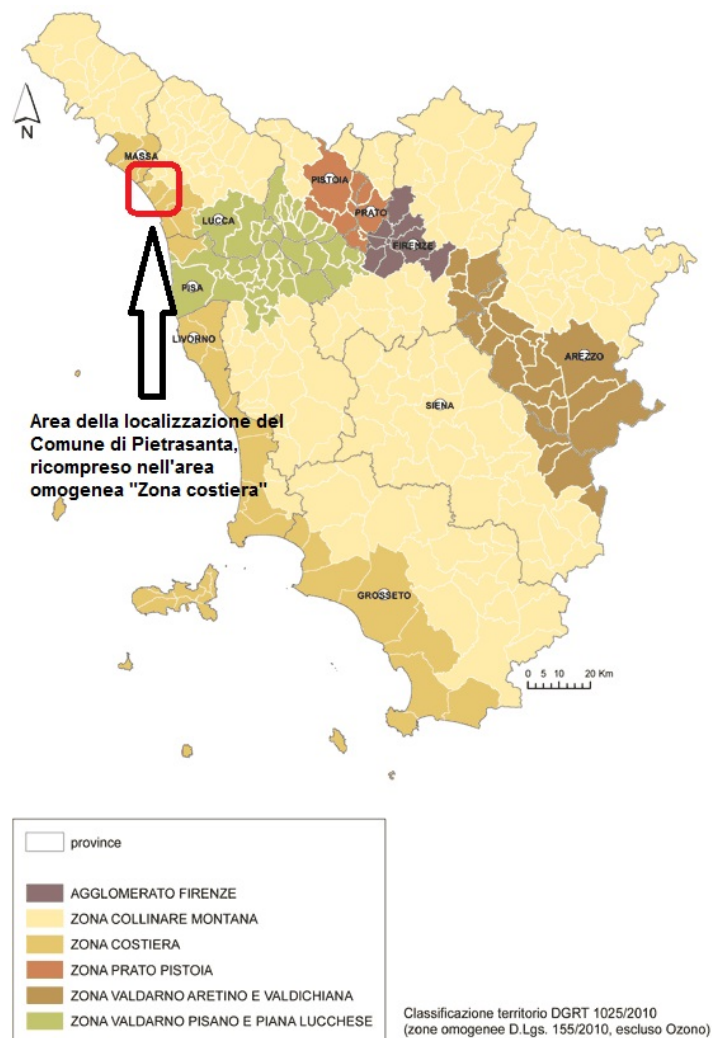 N
MASSA
PISTOIA
PRATO
LUCCA
FIRENZE
PISA
LIVORNO
AREZZO
SIENA
Area della localizzazione del
Comune di Pietrasanta,
ricompreso nell'area
omogenea "Zona costiera"
GROSSETO
0 5 10 20 Km
province
AGGLOMERATO FIRENZE
ZONA COLLINARE MONTANA
ZONA COSTIERA
ZONA PRATO PISTOIA
ZONA VALDARNO ARETINO E VALDICHIANA
ZONA VALDARNO PISANO E PIANA LUCCHESE
Classificazione territorio DGRT 1025/2010
(zone omogenee D.Lgs. 155/2010, escluso Ozono)